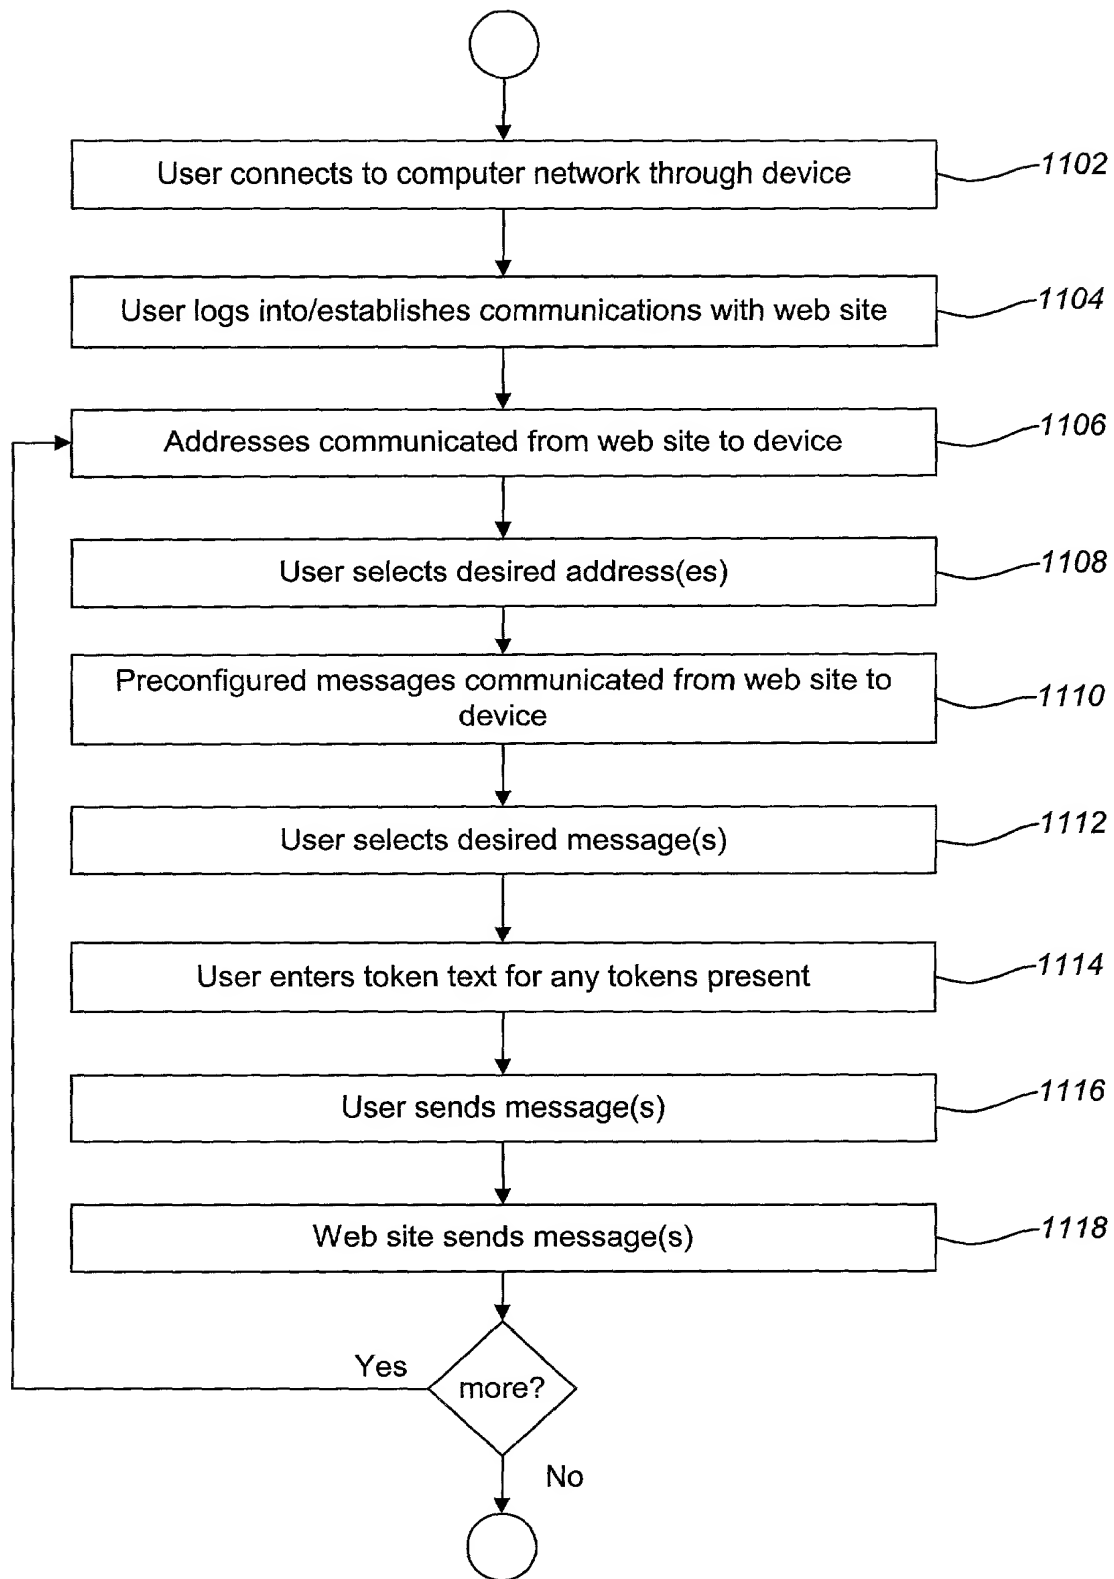 User connects to computer network through device
1102
User logs into/establishes communications with web site
1104
Addresses communicated from web site to device
1106
User selects desired address(es)
1108
Preconfigured messages communicated from web site to
device
1110
User selects desired message(s)
1112
User enters token text for any tokens present
1114
User sends message(s)
1116
Web site sends message(s)
1118
Yes
more?
No